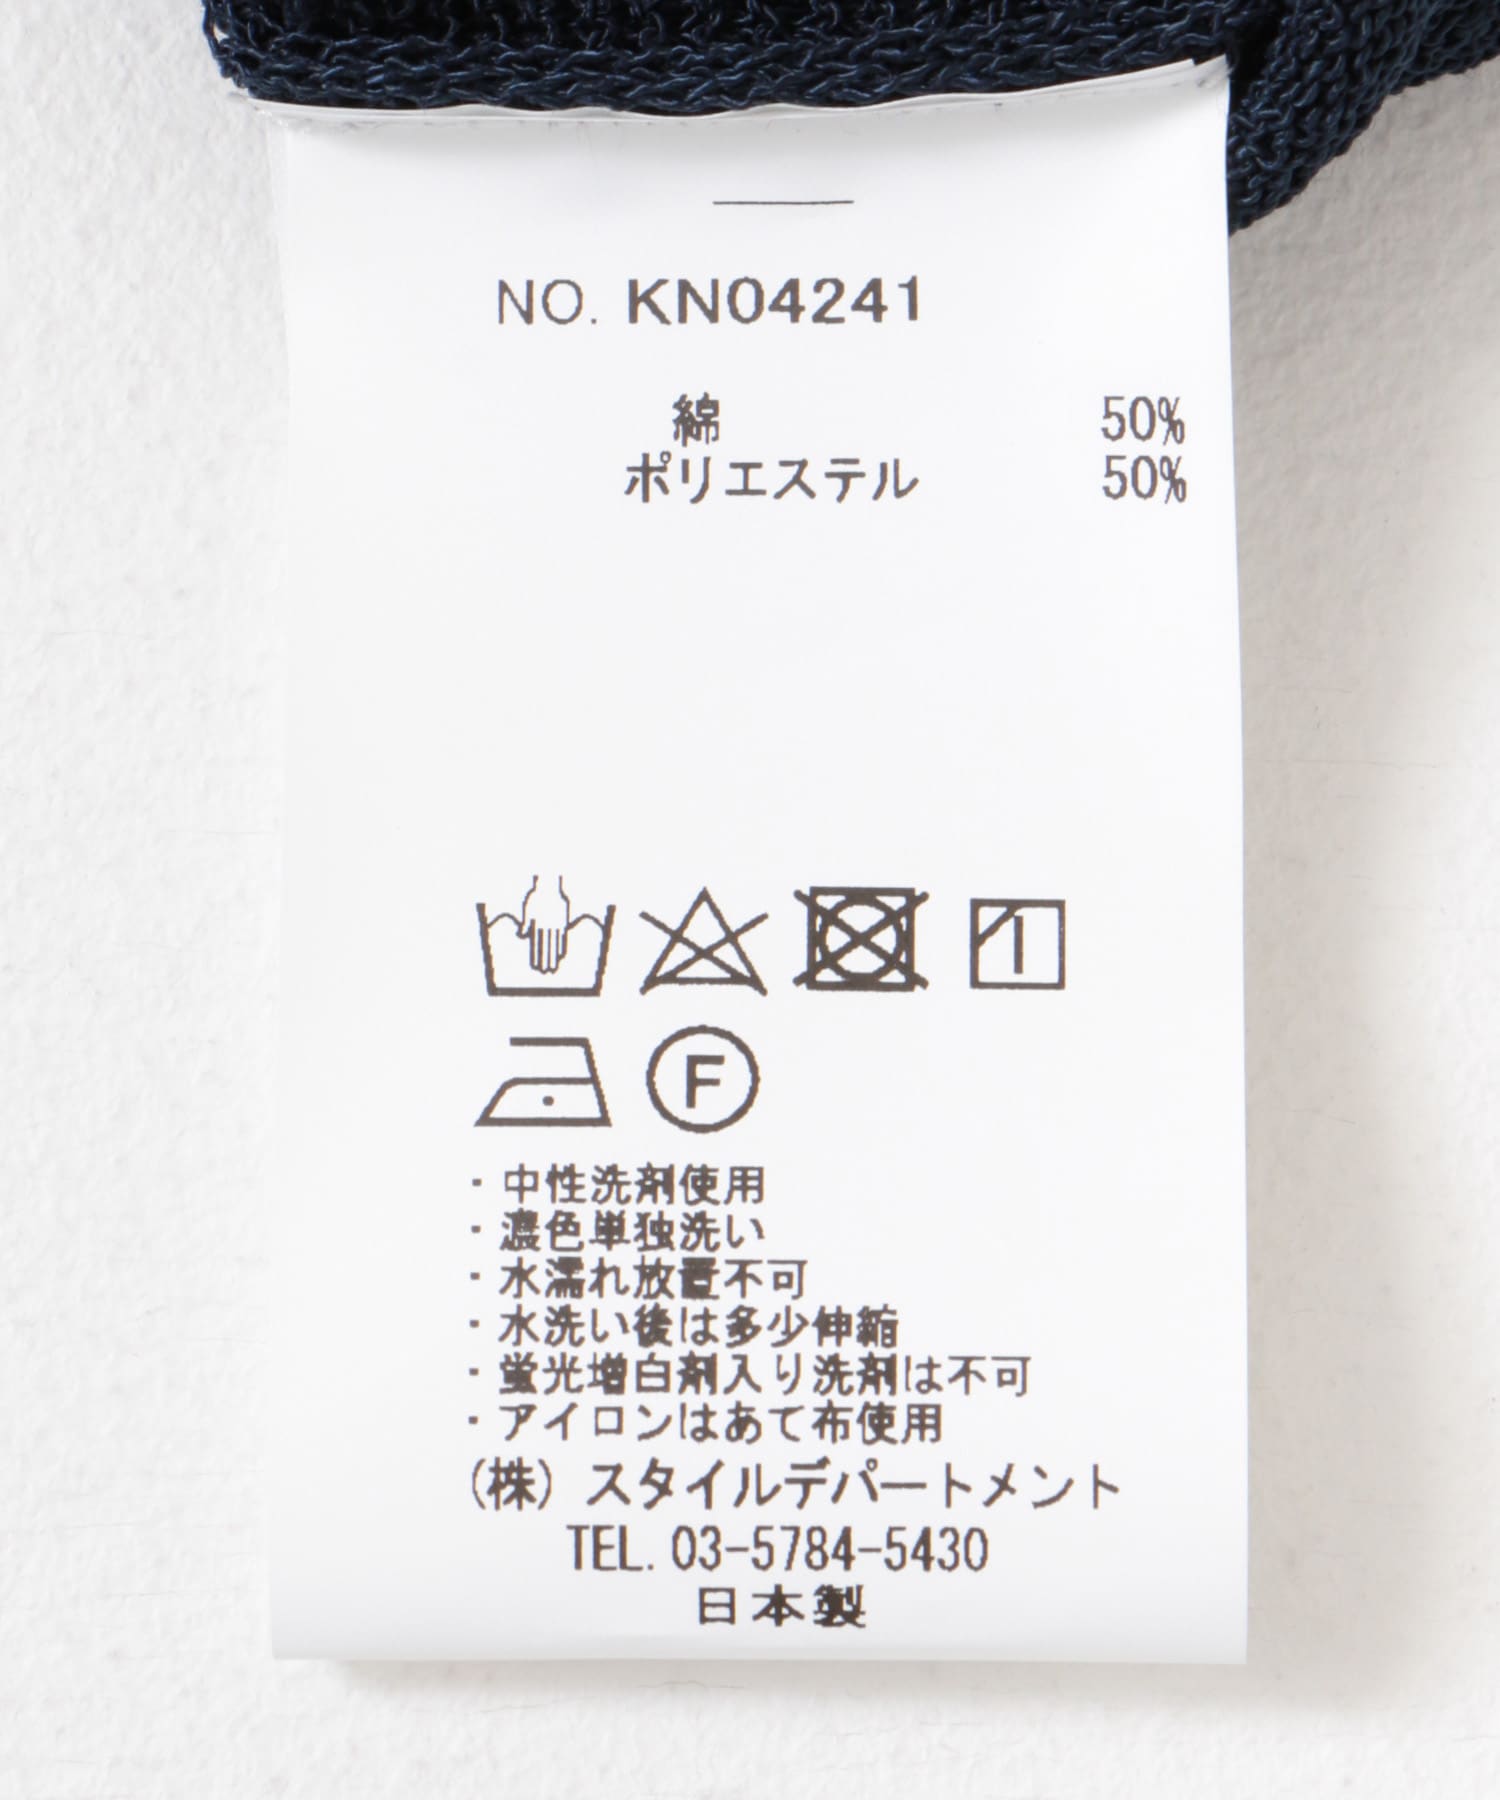 NO. KN04241
綿 50%
ポリエステル 50%
F
・中性洗剤使用
・濃色単独洗い
・水濡れ放置不可
・水洗い後は多少伸縮
・蛍光増白剤入り洗剤は不可
・アイロンはあて布使用
(株) スタイルデパートメント
TEL. 03-5784-5430
日本製